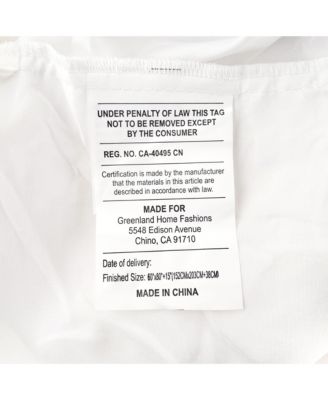 UNDER PENALTY OF LAW THIS TAG
NOT TO BE REMOVED EXCEPT
BY THE CONSUMER
REG. NO. CA-40495 CN
Certification is made by the manufacturer
that the materials in this article are
described in accordance with law.
MADE FOR
Greenland Home Fashions
5548 Edison Avenue
Chino, CA 91710
Date of delivery:
Finished Size: 60"x80"+15"(152CMx203CM+38CM)
MADE IN CHINA